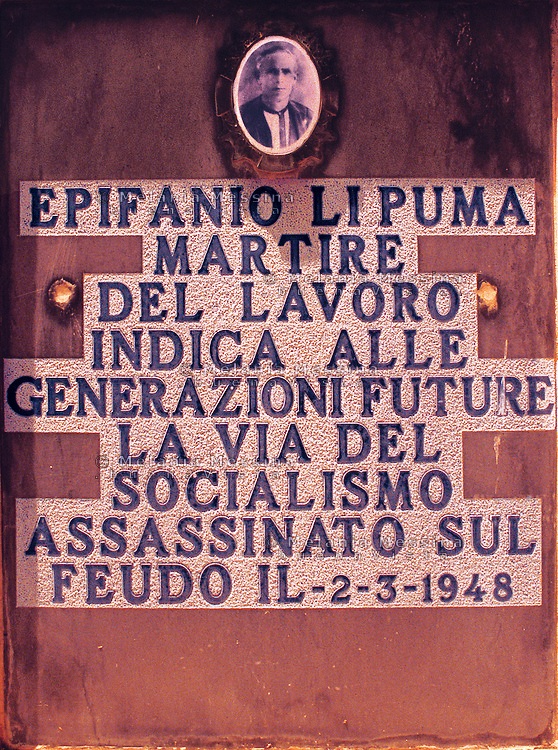 EPIFANIO LI PUMA
MARTIRE
DEL LAVORO
INDICA ALLE
GENERAZIONI FUTURE
LA VIA DEL
SOCIALISMO
ASSASSINATO SUL
FEUDO IL-2-3-1948